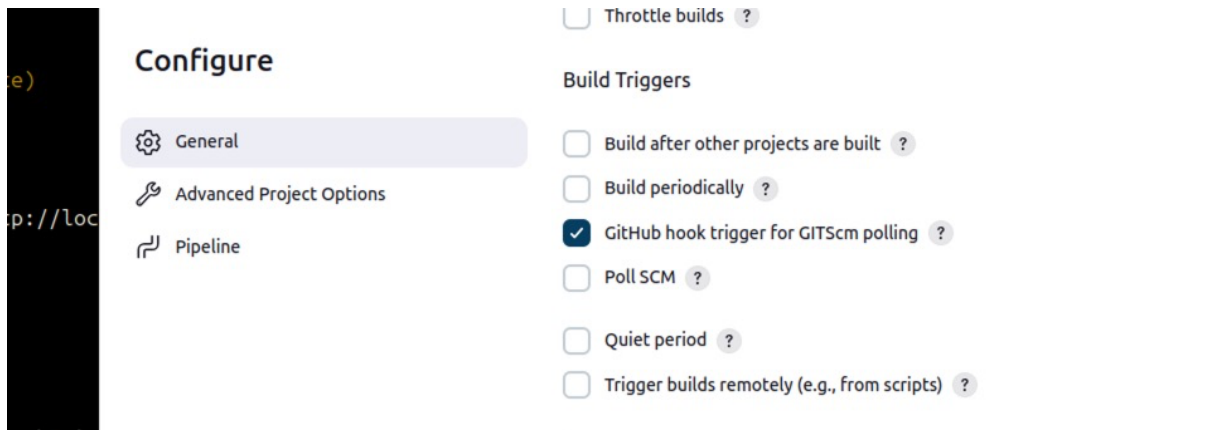 Throttle builds ?
Configure
e)
Build Triggers
General
Build after other projects are built ?
Advanced Project Options
Build periodically ?
tp://loc
GitHub hook trigger for GITScm polling ?
Pipeline
Poll SCM ?
Quiet period ?
Trigger builds remotely (e.g., from scripts) ?